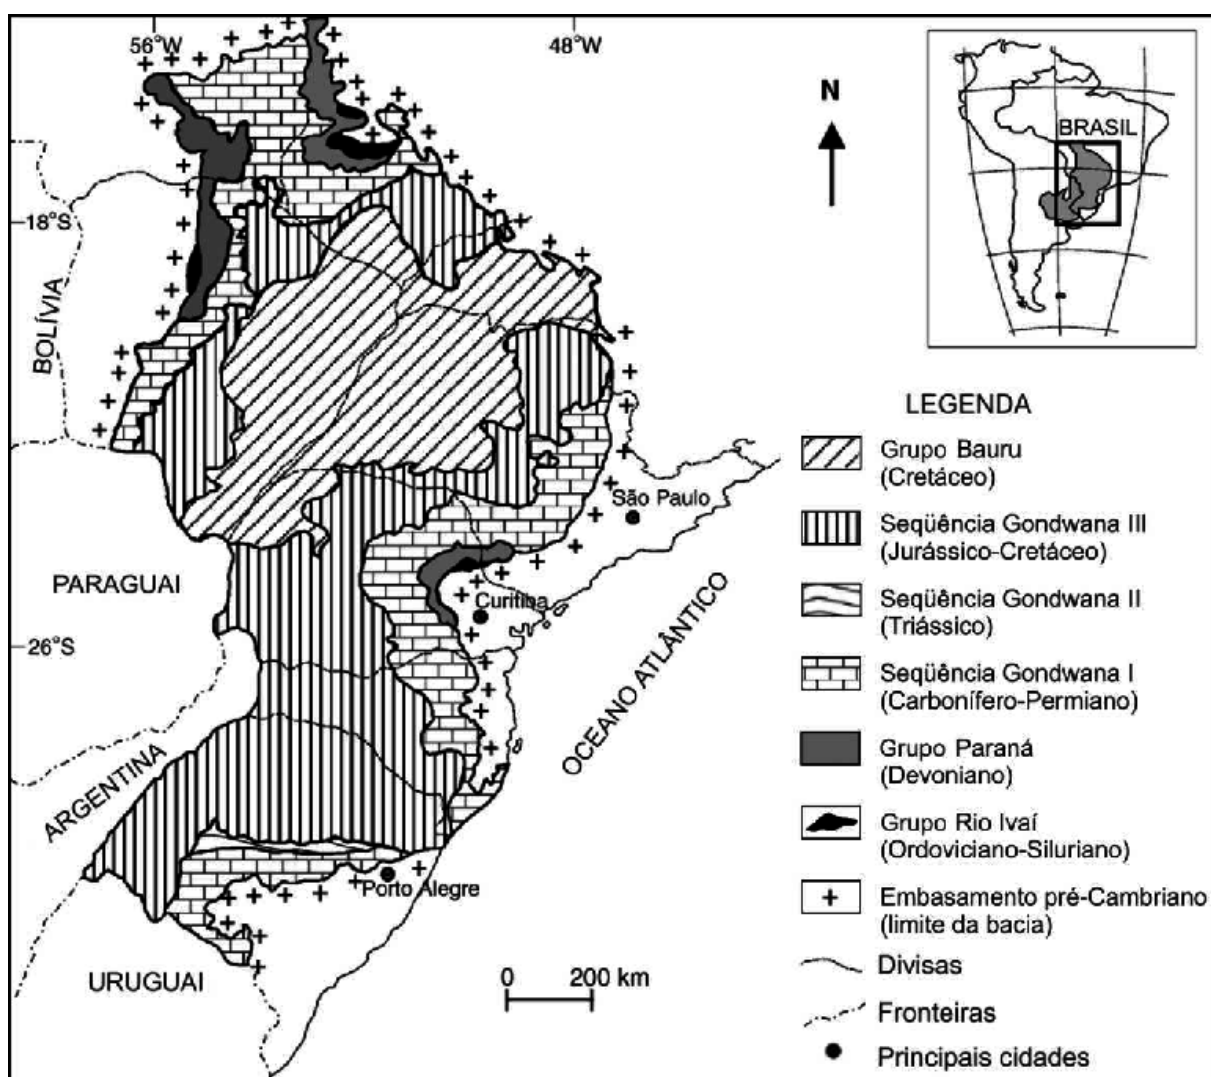 56°W
48°W
N
BRASIL
18°S
BOLÍVIA
LEGENDA
Grupo Bauru
(Cretáceo)
São Paulo
Seqüência Gondwana III
(Jurássico-Cretáceo)
PARAGUAI
Curitiba
Seqüência Gondwana II
(Triássico)
26°S
OCEANO ATLÂNTICO
Seqüência Gondwana I
(Carbonífero-Permiano)
ARGENTINA
Grupo Paraná
(Devoniano)
Grupo Rio Ivaí
(Ordoviciano-Siluriano)
Porto Alegre
Embasamento pré-Cambriano
(limite da bacia)
URUGUAI
0 200 km
Divisas
Fronteiras
Principais cidades